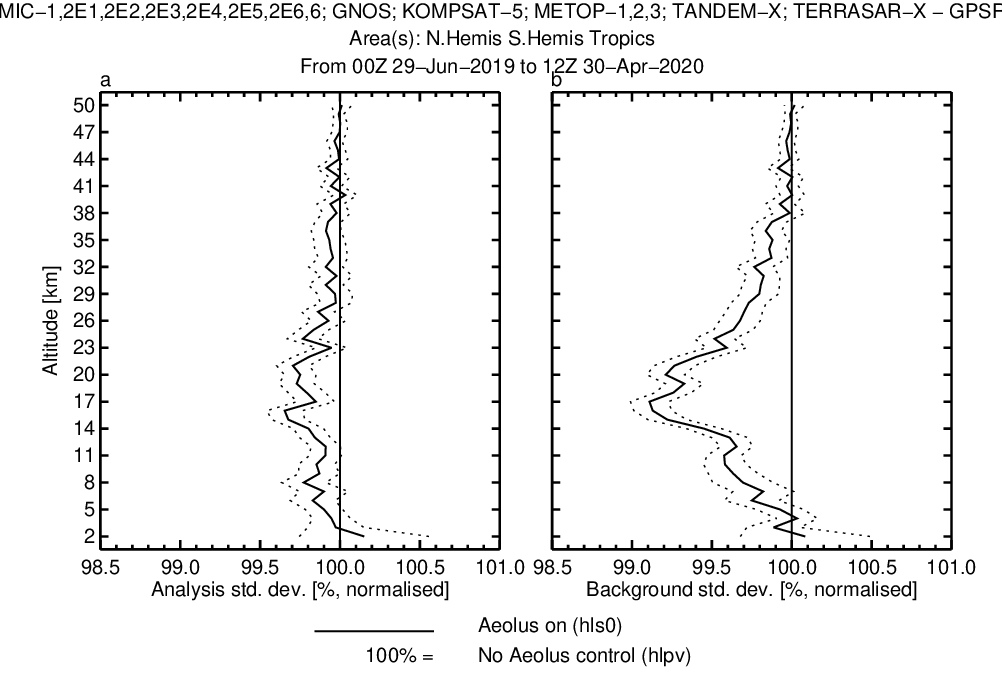 MIC−1,2E1,2E2,2E3,2E4,2E5,2E6,6; GNOS; KOMPSAT−5; METOP−1,2,3; TANDEM−X; TERRASAR−X − GPSR
Area(s): N.Hemis S.Hemis Tropics
From 00Z 29−Jun−2019 to 12Z 30−Apr−2020
a
b
Altitude [km]
50
47
44
41
38
35
32
29
26
23
20
17
14
11
8
5
2
98.5 99.0 99.5 100.0 100.5 101.0
98.5 99.0 99.5 100.0 100.5 101.0
Analysis std. dev. [%, normalised]
Background std. dev. [%, normalised]
Aeolus on (hls0)
100% = No Aeolus control (hlpv)